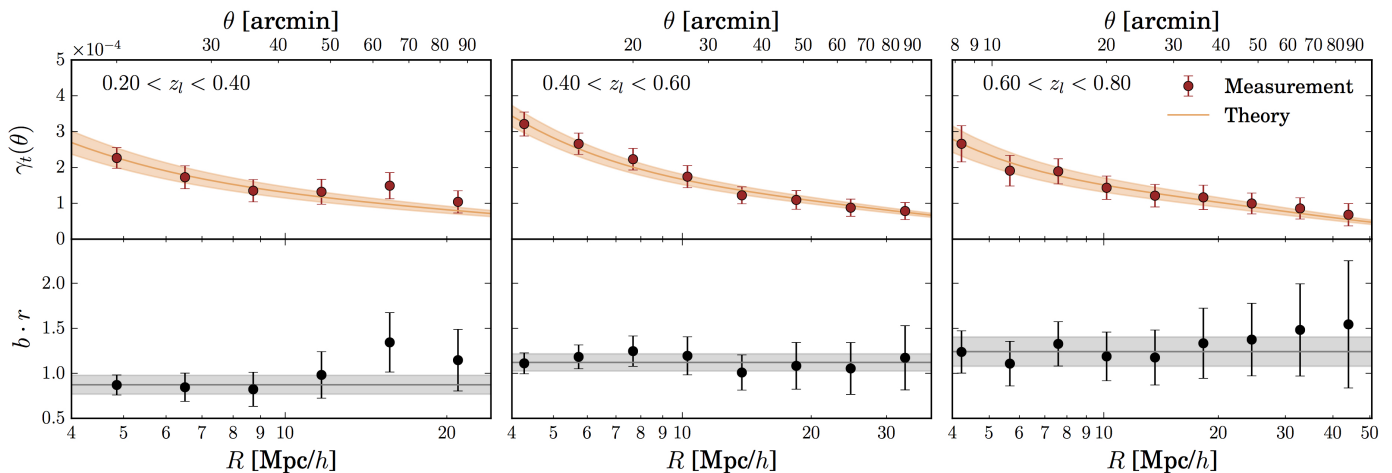 θ [arcmin] θ [arcmin] θ [arcmin]
30 40 50 60 70 80 90 20 30 40 50 60 70 80 90 8 9 10 20 30 40 50 60 70 80 90
×10⁻⁴
5
4
3
2
1
0
γt(θ)
0.20 < zl < 0.40
0.40 < zl < 0.60
0.60 < zl < 0.80
Measurement
Theory
2.0
1.5
1.0
0.5
b · r
4 5 6 7 8 9 10 20 4 5 6 7 8 9 10 20 30 4 5 6 7 8 9 10 20 30 40 50
R [Mpc/h] R [Mpc/h] R [Mpc/h]